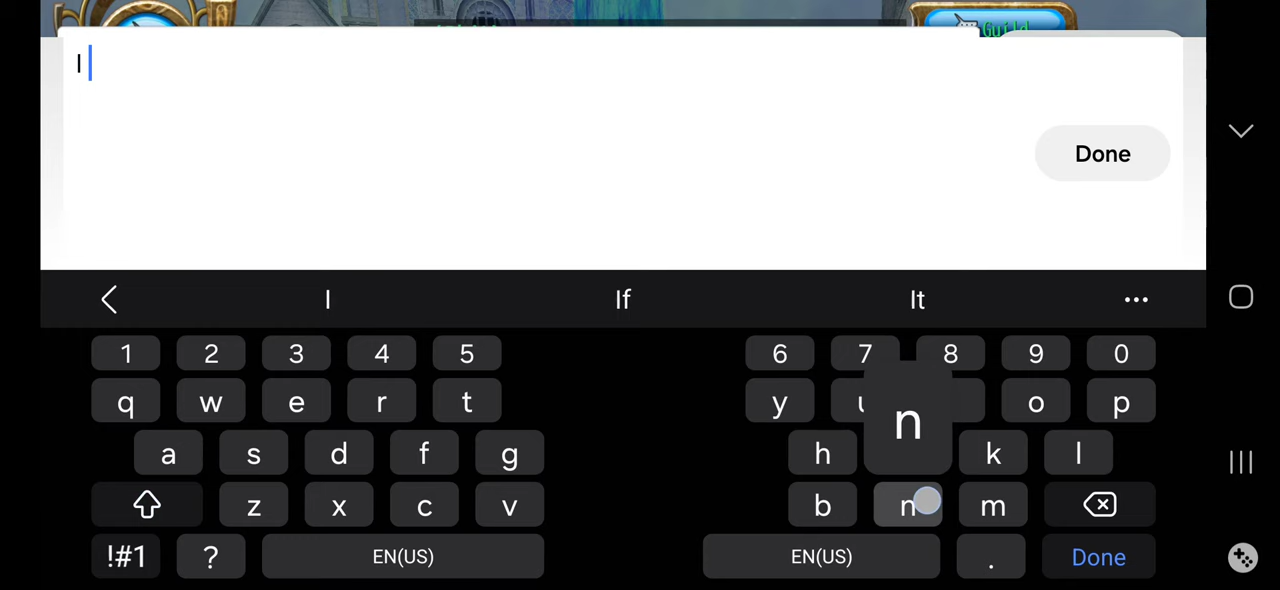 Guild
I
Done
I If It ...
1 2 3 4 5 6 7 8 9 0
q w e r t y o p
n
a s d f g h k l
z x c v b n m
!#1 ? EN(US) EN(US) . Done